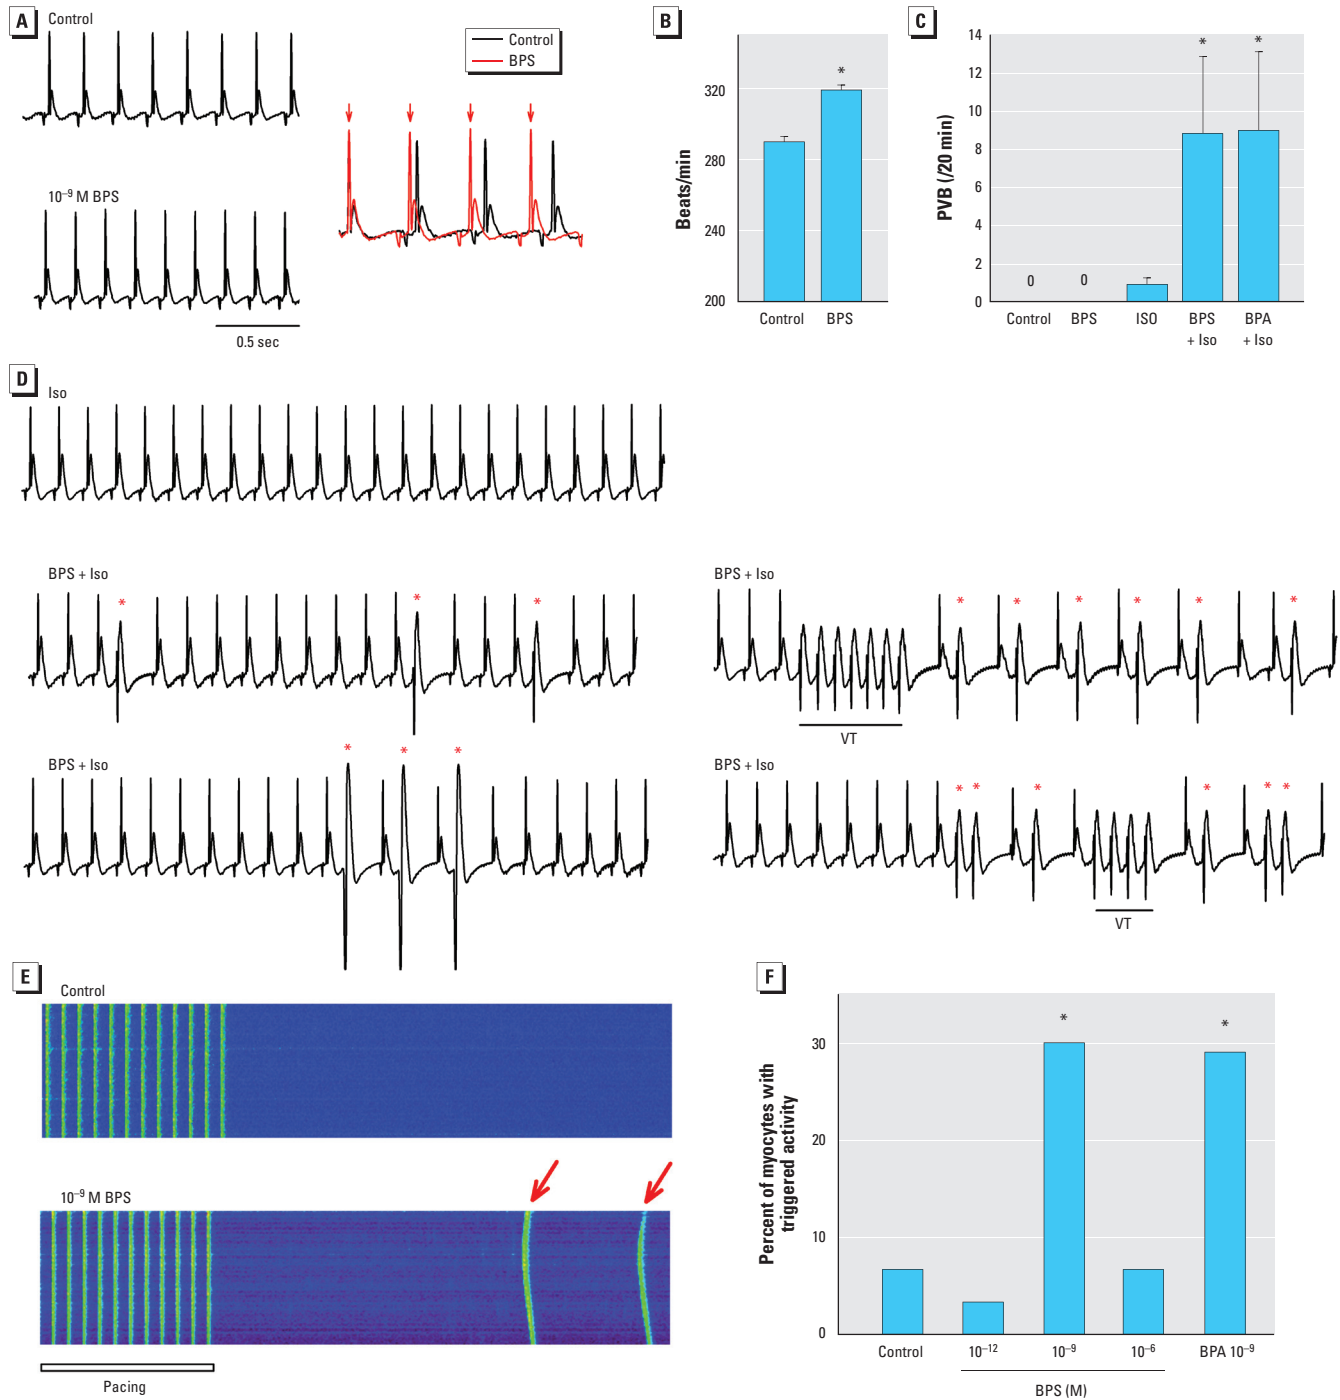 A
Control
10⁻⁹ M BPS
0.5 sec
Control
BPS
B
Beats/min
320
280
240
200
*
Control
BPS
C
PVB (/20 min)
14
12
10
8
6
4
2
0
0
0
*
*
Control
BPS
ISO
BPS
+ Iso
BPA
+ Iso
D
Iso
BPS + Iso
* * *
BPS + Iso
* * *
BPS + Iso
* * * * * *
VT
BPS + Iso
* * * * * *
VT
E
Control
10⁻⁹ M BPS
Pacing
F
Percent of myocytes with
triggered activity
30
20
10
0
*
*
Control
10⁻¹²
10⁻⁹
10⁻⁶
BPA 10⁻⁹
BPS (M)